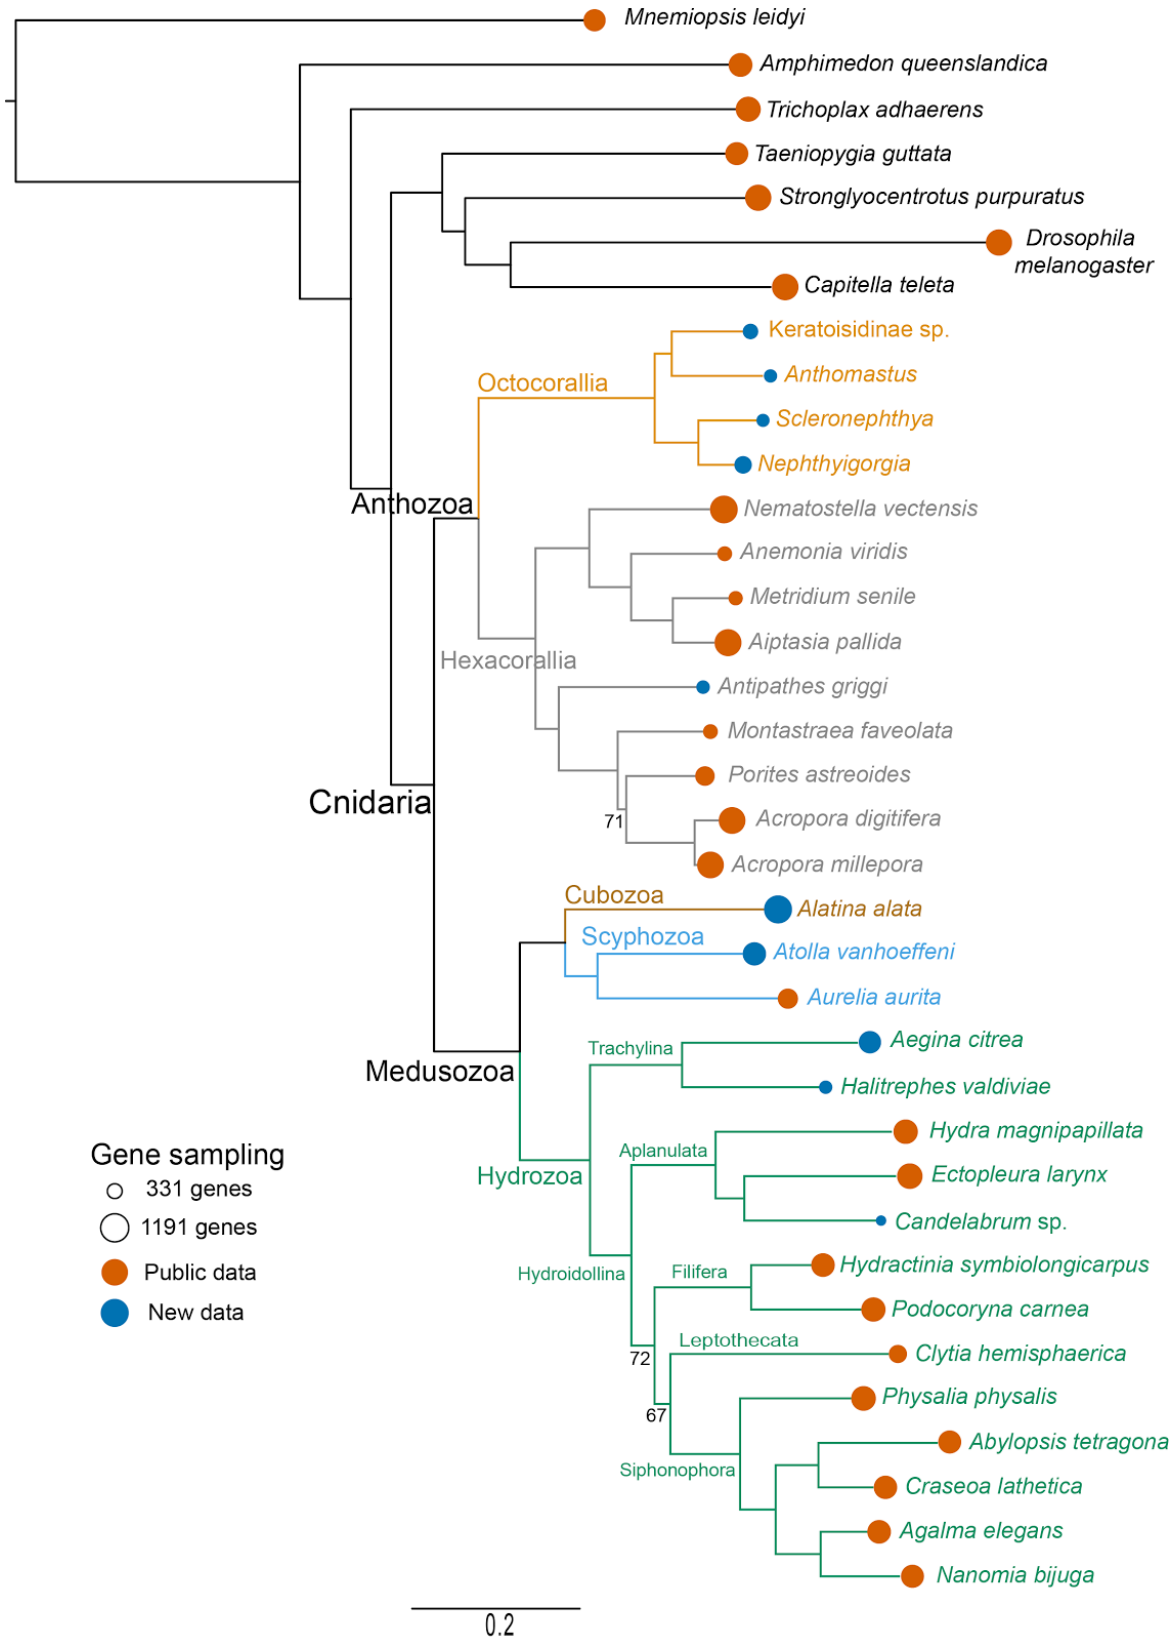 Mnemiopsis leidyi
Amphimedon queenslandica
Trichoplax adhaerens
Taeniopygia guttata
Stronglyocentrotus purpuratus
Drosophila
melanogaster
Capitella teleta
Keratoisidinae sp.
Octocorallia
Anthomastus
Scleronephthya
Nephthyigorgia
Anthozoa
Nematostella vectensis
Anemonia viridis
Metridium senile
Aiptasia pallida
Hexacorallia
Antipathes griggi
Montastraea faveolata
Porites astreoides
Cnidaria
71
Acropora digitifera
Acropora millepora
Cubozoa
Alatina alata
Scyphozoa
Atolla vanhoeffeni
Aurelia aurita
Trachylina
Aegina citrea
Medusozoa
Halitrephes valdiviae
Hydra magnipapillata
Aplanulata
Hydrozoa
Ectopleura larynx
Candelabrum sp.
Gene sampling
331 genes
1191 genes
Public data
New data
Hydroidollina
Filifera
Hydractinia symbiolongicarpus
Podocoryna carnea
Leptothecata
72
Clytia hemisphaerica
Physalia physalis
67
Abylopsis tetragona
Siphonophora
Craseoa lathetica
Agalma elegans
Nanomia bijuga
0.2